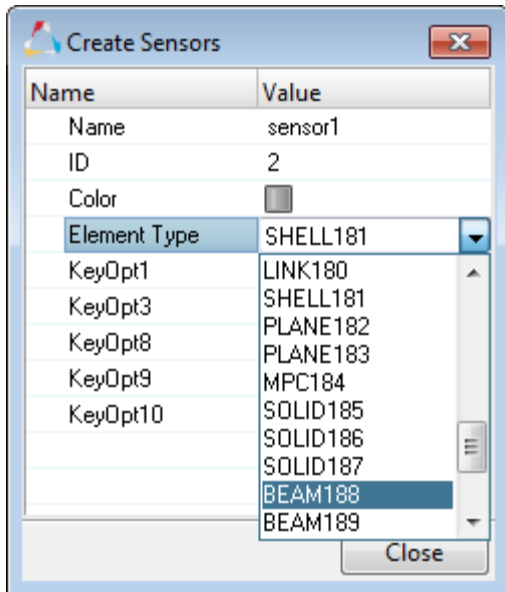 Create Sensors
Name Value
Name sensor1
ID 2
Color
Element Type SHELL181
KeyOpt1 LINK180
SHELL181
KeyOpt3 PLANE182
PLANE183
KeyOpt8 MPC184
SOLID185
KeyOpt9 SOLID186
KeyOpt10 SOLID187
BEAM188
BEAM189
Close